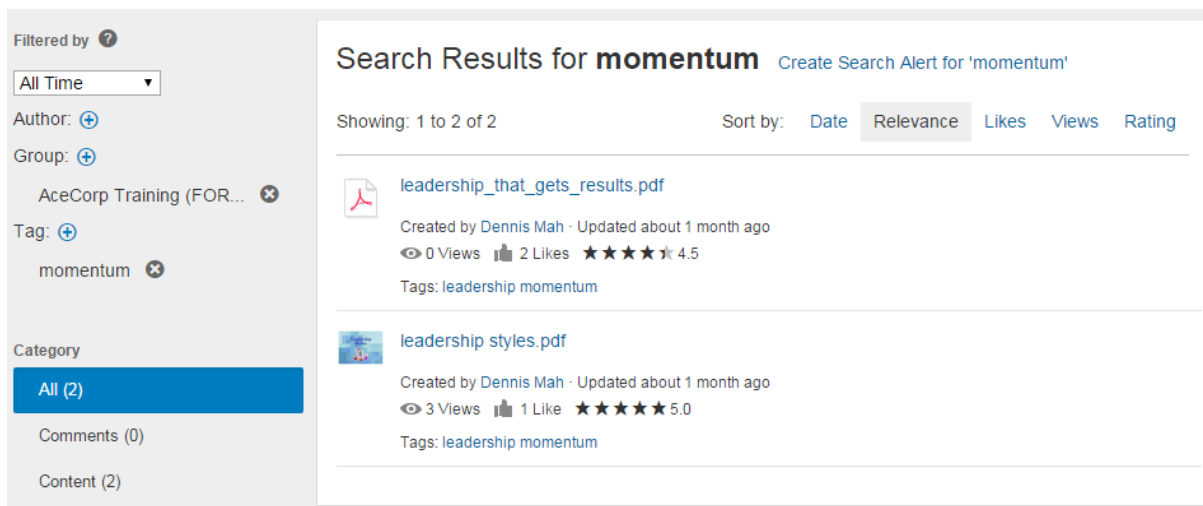 Filtered by ?
All Time
Author:
Group:
AceCorp Training (FOR...
Tag:
momentum
Category
All (2)
Comments (0)
Content (2)
Search Results for momentum Create Search Alert for 'momentum'
Showing: 1 to 2 of 2 Sort by: Date Relevance Likes Views Rating
leadership_that_gets_results.pdf
Created by Dennis Mah · Updated about 1 month ago
0 Views 2 Likes ★★★★★ 4.5
Tags: leadership momentum
leadership styles.pdf
Created by Dennis Mah · Updated about 1 month ago
3 Views 1 Like ★★★★★ 5.0
Tags: leadership momentum